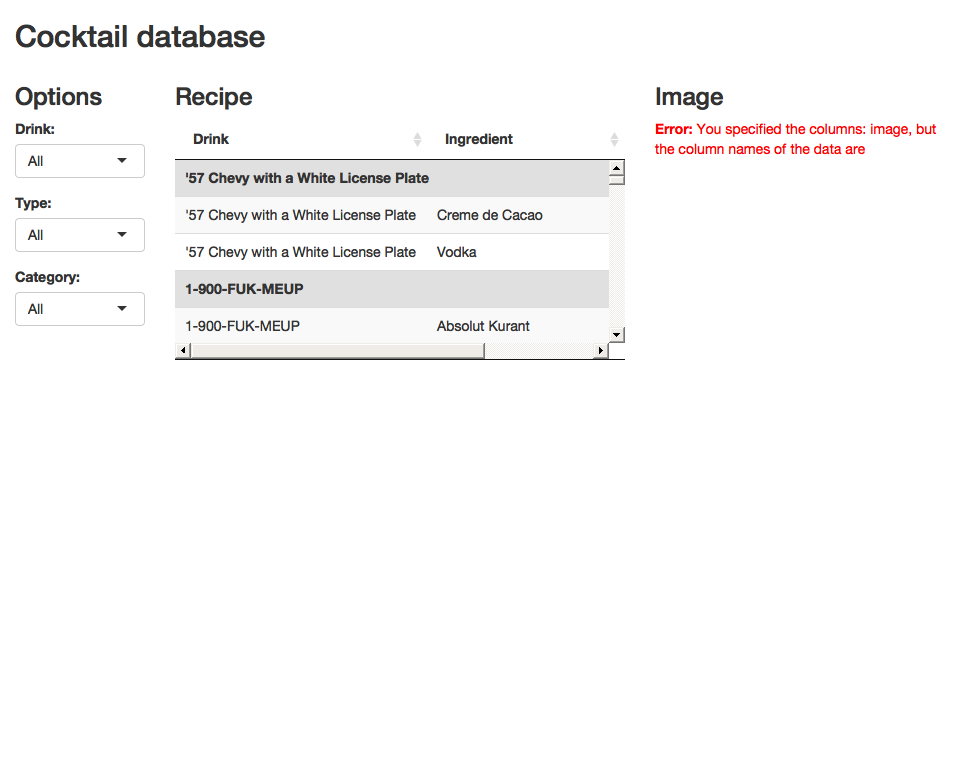 Cocktail database
Options
Drink:
All
Type:
All
Category:
All
Recipe
Drink Ingredient
'57 Chevy with a White License Plate
'57 Chevy with a White License Plate Creme de Cacao
'57 Chevy with a White License Plate Vodka
1-900-FUK-MEUP
1-900-FUK-MEUP Absolut Kurant
Image
Error: You specified the columns: image, but
the column names of the data are